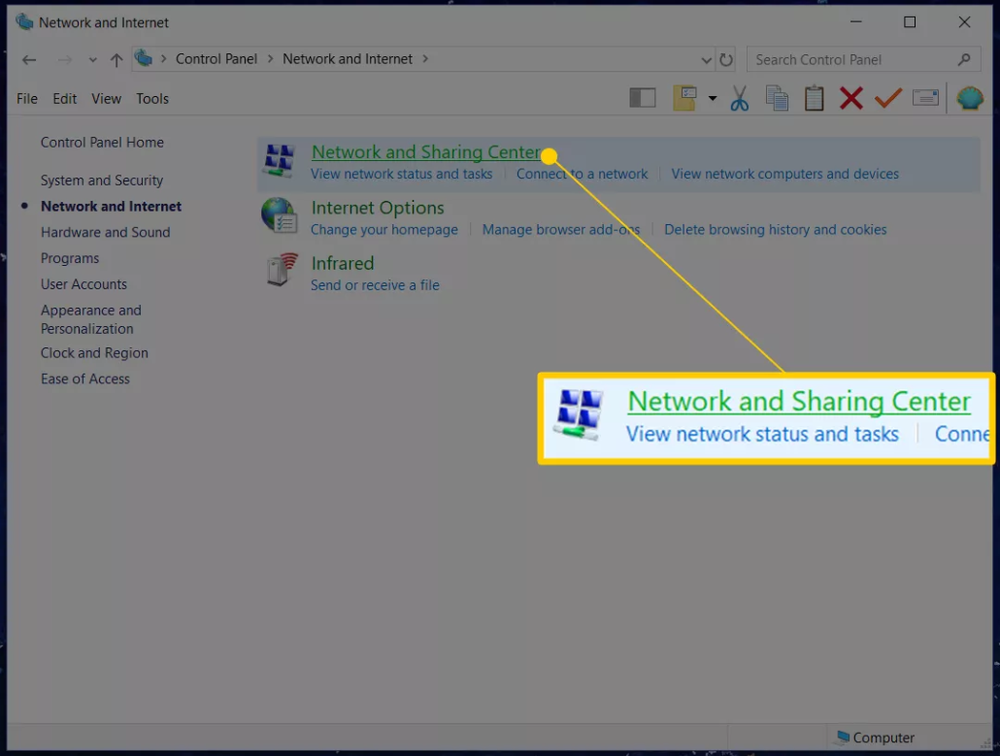 Network and Internet
Control Panel > Network and Internet >
Search Control Panel
File Edit View Tools
Control Panel Home
System and Security
Network and Internet
Hardware and Sound
Programs
User Accounts
Appearance and
Personalization
Clock and Region
Ease of Access
Network and Sharing Center
View network status and tasks
Connect to a network
View network computers and devices
Internet Options
Change your homepage
Manage browser add-ons
Delete browsing history and cookies
Infrared
Send or receive a file
Network and Sharing Center
View network status and tasks
Conne
Computer